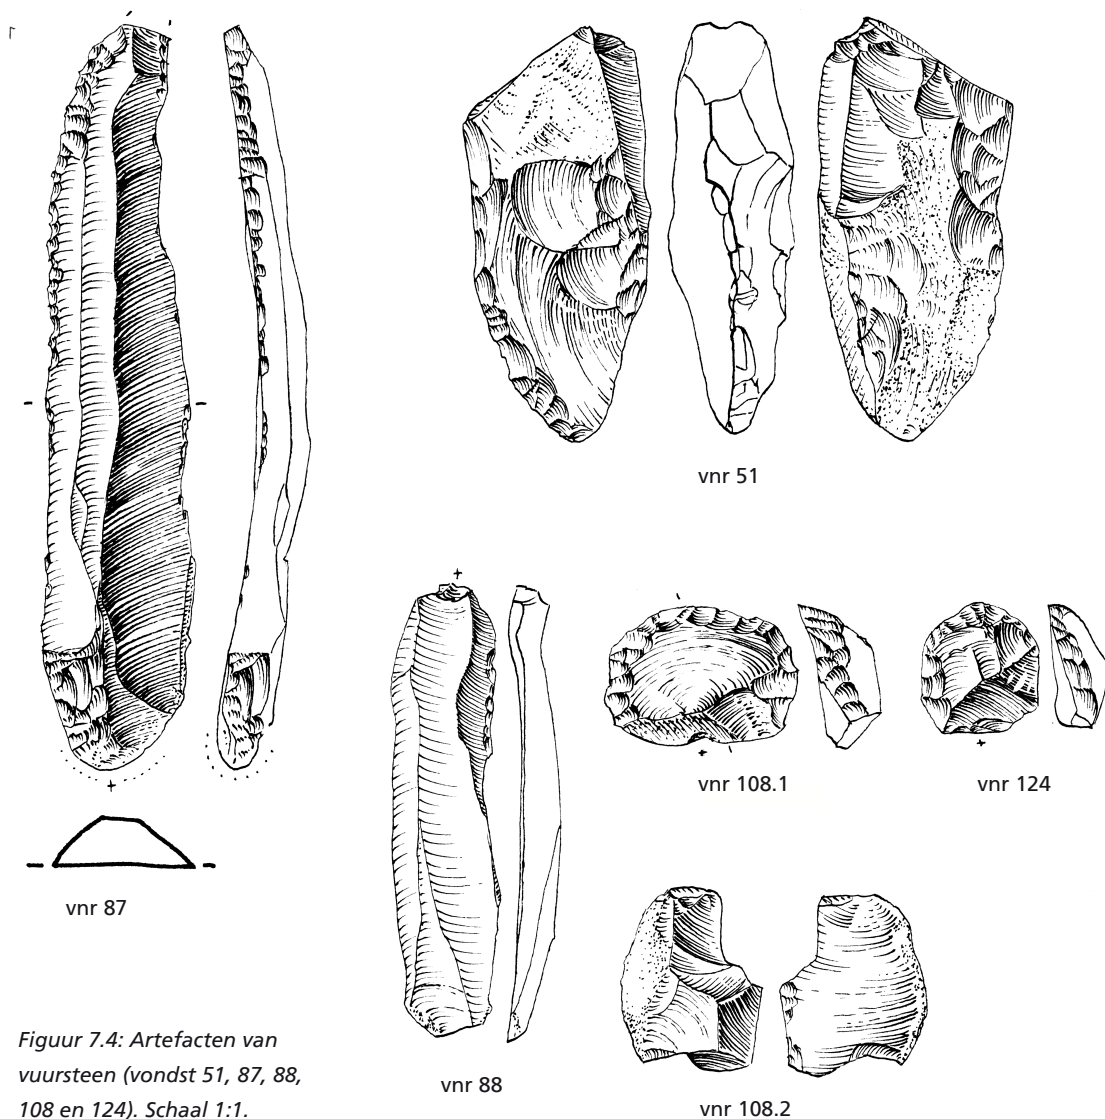 vnr 51
vnr 108.1
vnr 124
vnr 87
vnr 88
vnr 108.2
Figuur 7.4: Artefacten van
vuursteen (vondst 51, 87, 88,
108 en 124). Schaal 1:1.